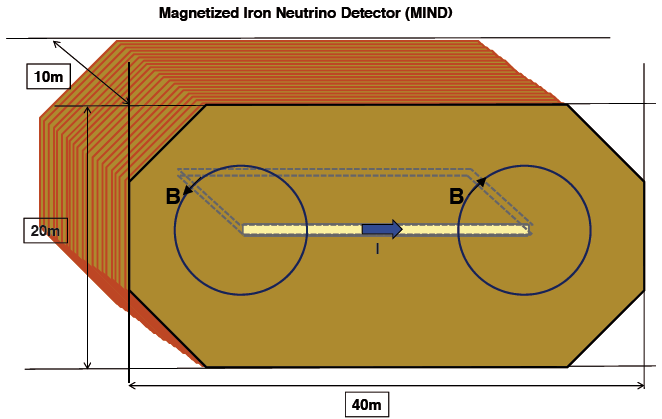 Magnetized Iron Neutrino Detector (MIND)
10m
B
B
20m
I
40m